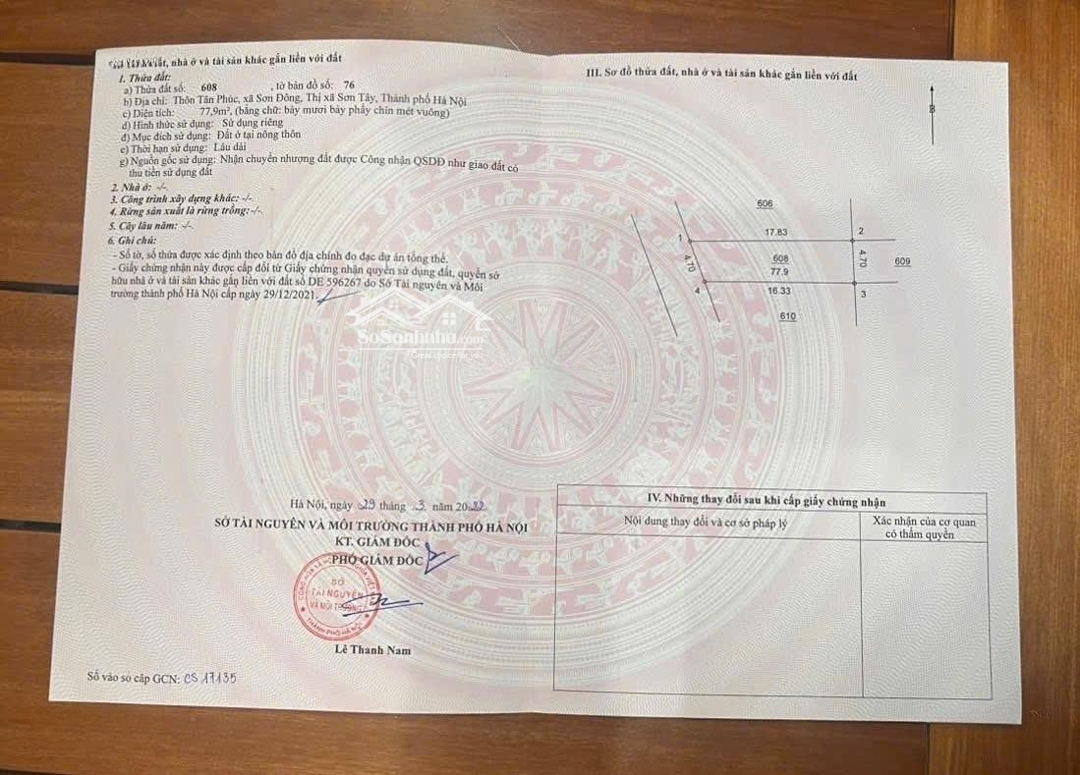 nhà ở và tài sản khác gắn liền với đất
1. Thửa đất:
a) Thửa đất số: 608 , tờ bản đồ số: 76
b) Địa chỉ: Thôn Tân Phúc, xã Sơn Đông, Thị xã Sơn Tây, Thành phố Hà Nội
c) Diện tích: 77,9m², (bằng chữ: bảy mươi bảy phẩy chín mét vuông)
d) Hình thức sử dụng: Sử dụng riêng
đ) Mục đích sử dụng: Đất ở tại nông thôn
e) Thời hạn sử dụng: Lâu dài
g) Nguồn gốc sử dụng: Nhận chuyển nhượng đất được Công nhận QSDĐ như giao đất có
thu tiền sử dụng đất
2. Nhà ở: -/-
3. Công trình xây dựng khác: -/-
4. Rừng sản xuất là rừng trồng: -/-
5. Cây lâu năm: -/-
6. Ghi chú:
- Số tờ, số thửa được xác định theo bản đồ địa chính đo đạc dự án tổng thể.
- Giấy chứng nhận này được cấp đổi từ Giấy chứng nhận quyền sử dụng đất, quyền sở
hữu nhà ở và tài sản khác gắn liền với đất số DE 596267 do Sở Tài nguyên và Môi
trường thành phố Hà Nội cấp ngày 29/12/2021.
SoSanhnha.com
Great choice for you
Hà Nội, ngày 29 tháng 3 năm 2022
SỞ TÀI NGUYÊN VÀ MÔI TRƯỜNG THÀNH PHỐ HÀ NỘI
KT. GIÁM ĐỐC
PHÓ GIÁM ĐỐC
SỞ
TÀI NGUYÊN
VÀ MÔI TRƯỜNG
THÀNH PHỐ HÀ NỘI
Lê Thanh Nam
Số vào sổ cấp GCN: CS 17135
III. Sơ đồ thửa đất, nhà ở và tài sản khác gắn liền với đất
B
606
1
17.83
2
4.70
608
77.9
4.70
609
4
16.33
3
610
IV. Những thay đổi sau khi cấp giấy chứng nhận
Nội dung thay đổi và cơ sở pháp lý
Xác nhận của cơ quan
có thẩm quyền